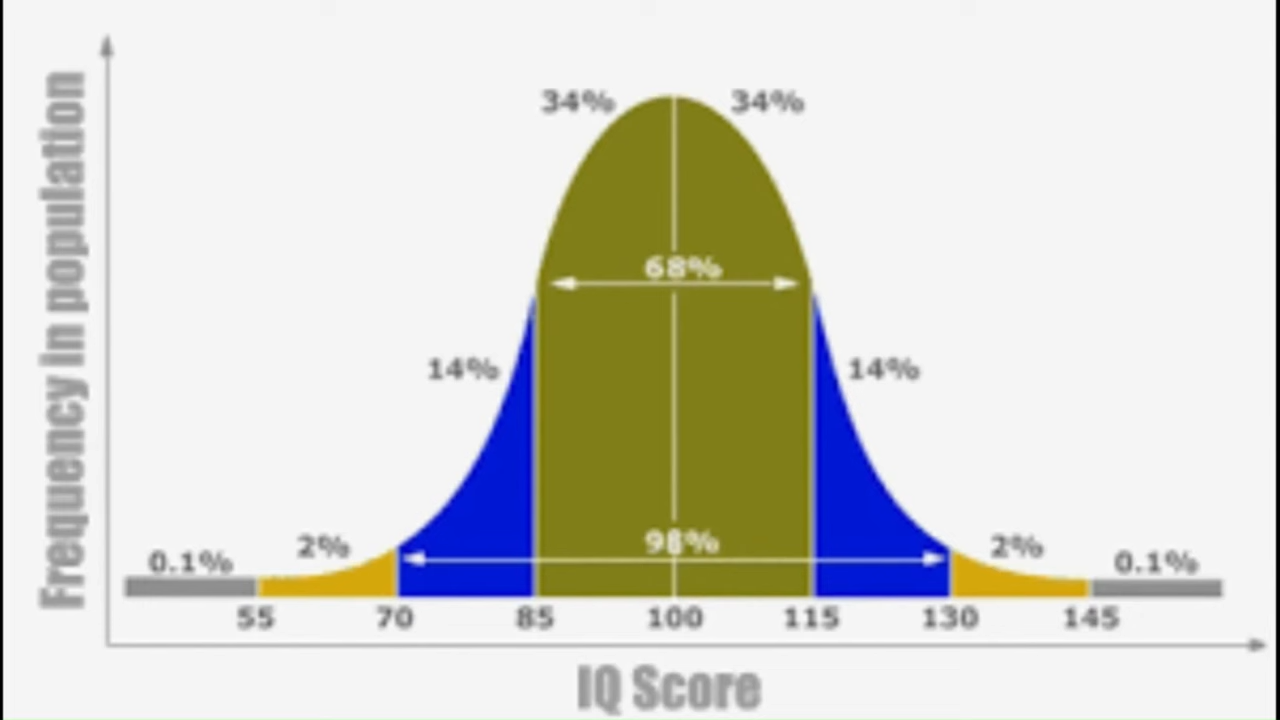 Frequency in population
34% 34%
68%
14% 14%
98%
2% 2%
0.1% 0.1%
55 70 85 100 115 130 145
IQ Score